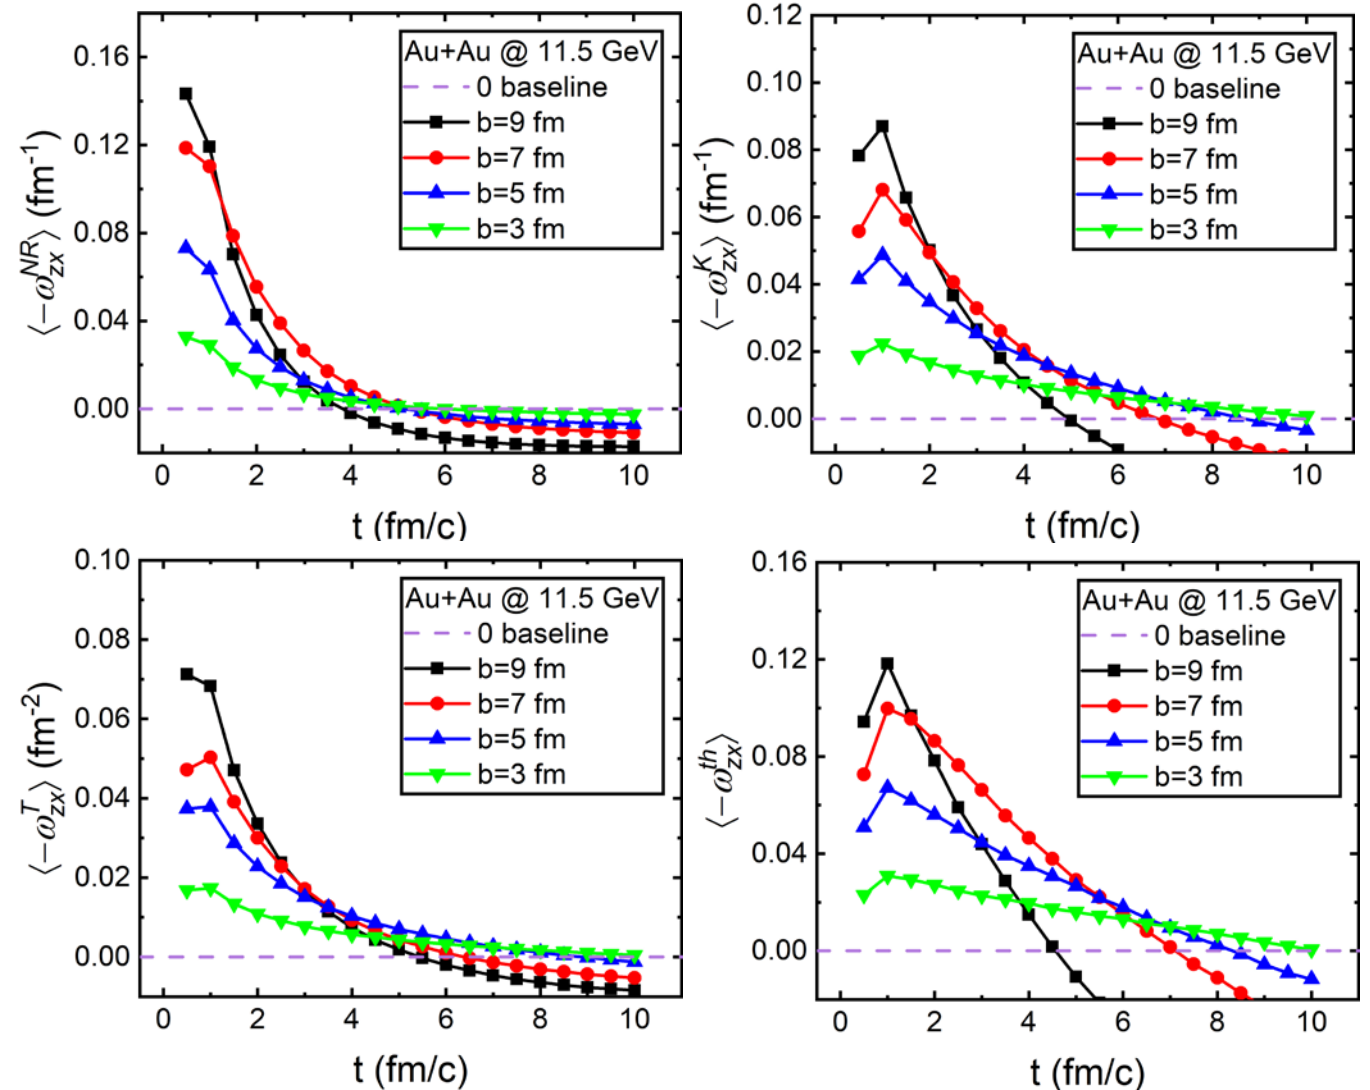 0.16
0.12
0.08
0.04
0.00
⟨-ω_zx^NR⟩ (fm⁻¹)
Au+Au @ 11.5 GeV
0 baseline
b=9 fm
b=7 fm
b=5 fm
b=3 fm
0 2 4 6 8 10
t (fm/c)
0.12
0.10
0.08
0.06
0.04
0.02
0.00
⟨-ω_zx^K⟩ (fm⁻¹)
Au+Au @ 11.5 GeV
0 baseline
b=9 fm
b=7 fm
b=5 fm
b=3 fm
0 2 4 6 8 10
t (fm/c)
0.10
0.08
0.06
0.04
0.02
0.00
⟨-ω_zx^T⟩ (fm⁻²)
Au+Au @ 11.5 GeV
0 baseline
b=9 fm
b=7 fm
b=5 fm
b=3 fm
0 2 4 6 8 10
t (fm/c)
0.16
0.12
0.08
0.04
0.00
⟨-ω_zx^th⟩
Au+Au @ 11.5 GeV
0 baseline
b=9 fm
b=7 fm
b=5 fm
b=3 fm
0 2 4 6 8 10
t (fm/c)